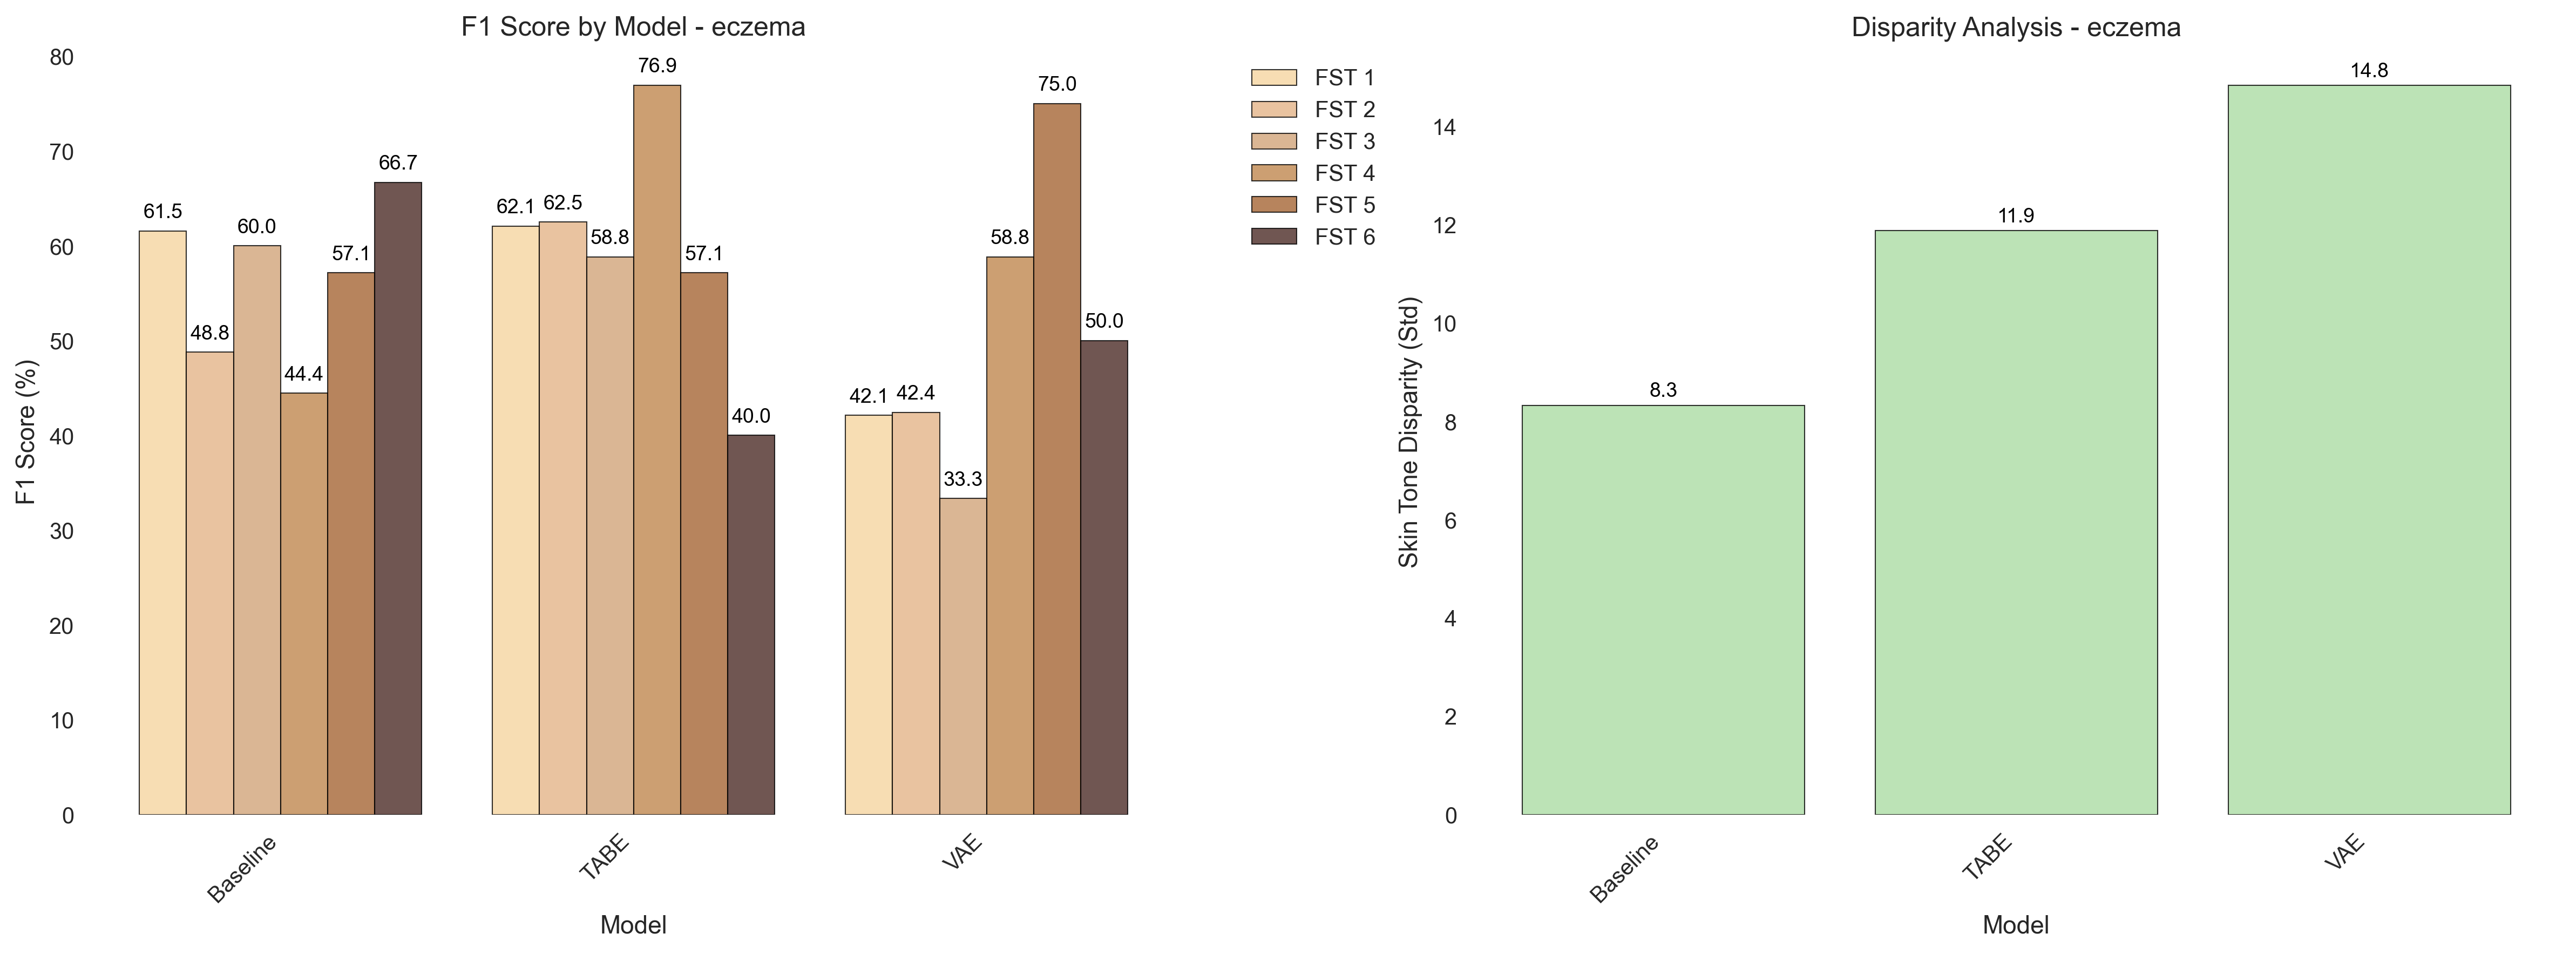 F1 Score by Model - eczema
80
70
60
50
40
30
20
10
0
F1 Score (%)
61.5
48.8
60.0
44.4
57.1
66.7
62.1
62.5
58.8
76.9
57.1
40.0
42.1
42.4
33.3
58.8
75.0
50.0
Baseline
TABE
VAE
Model
FST 1
FST 2
FST 3
FST 4
FST 5
FST 6
Disparity Analysis - eczema
14
12
10
8
6
4
2
0
Skin Tone Disparity (Std)
8.3
11.9
14.8
Baseline
TABE
VAE
Model